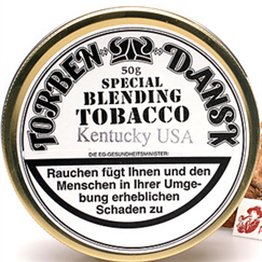 TORBEN DANSK
50g
SPECIAL
BLENDING
TOBACCO
Kentucky USA
DIE EG-GESUNDHEITSMINISTER:
Rauchen fügt Ihnen und den
Menschen in Ihrer Umge-
bung erheblichen
Schaden zu